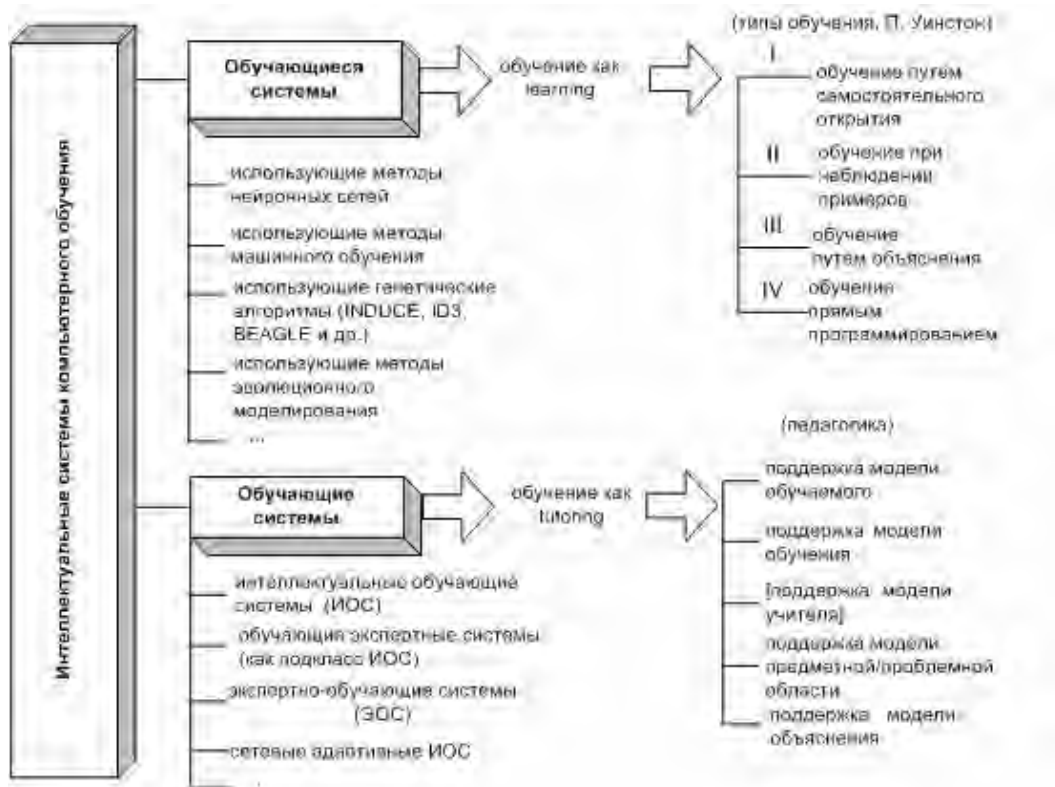 Интеллектуальные системы компьютерного обучения
Обучающиеся
системы
обучение как
learning
(типы обучения, П. Уинстон)
I
обучение путем
самостоятельного
открытия
II
обучение при
наблюдении
примеров
III
обучение
путем объяснения
IV
обучение
прямым
программированием
использующие методы
нейронных сетей
использующие методы
машинного обучения
использующие генетические
алгоритмы (INDUCE, ID3,
BEAGLE и др.)
использующие методы
эволюционного
моделирования
...
Обучающие
системы
обучение как
tutoring
(педагогика)
поддержка модели
обучаемого
поддержка модели
обучения
[поддержка модели
учителя]
поддержка модели
предметной/проблемной
области
поддержка модели
объяснения
интеллектуальные обучающие
системы (ИОС)
обучающие экспертные системы
(как подкласс ИОС)
экспертно-обучающие системы
(ЭОС)
сетевые адаптивные ИОС